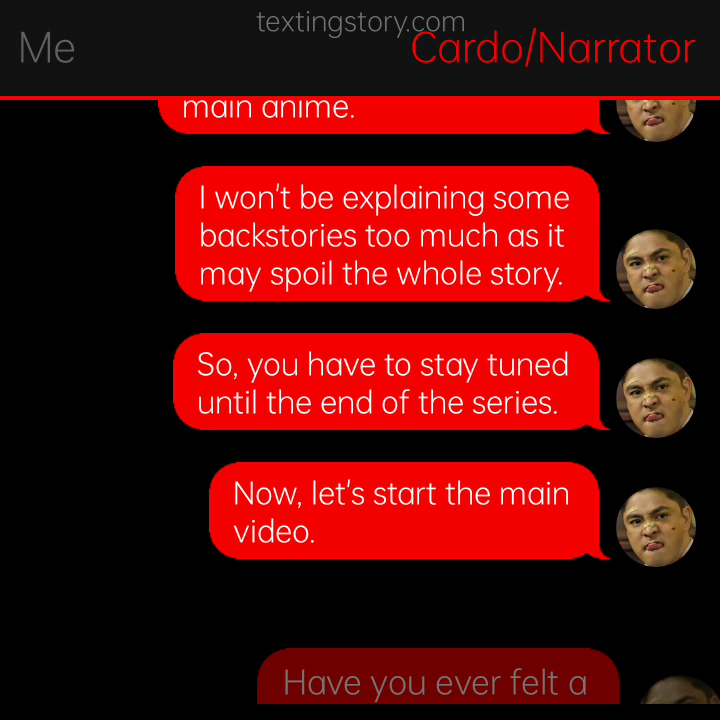 textingstory.com
Me
Cardo/Narrator
main anime.
I won't be explaining some
backstories too much as it
may spoil the whole story.
So, you have to stay tuned
until the end of the series.
Now, let's start the main
video.
Have you ever felt a